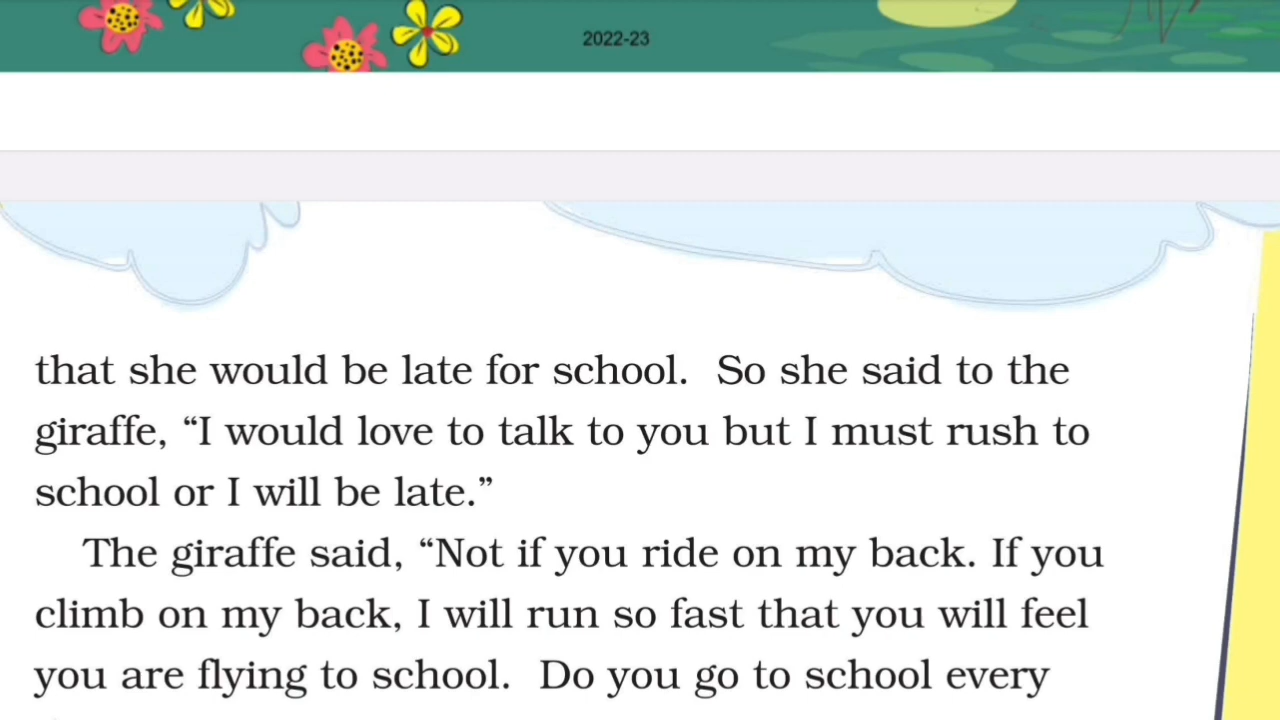 2022-23
that she would be late for school. So she said to the
giraffe, “I would love to talk to you but I must rush to
school or I will be late.”
The giraffe said, “Not if you ride on my back. If you
climb on my back, I will run so fast that you will feel
you are flying to school. Do you go to school every